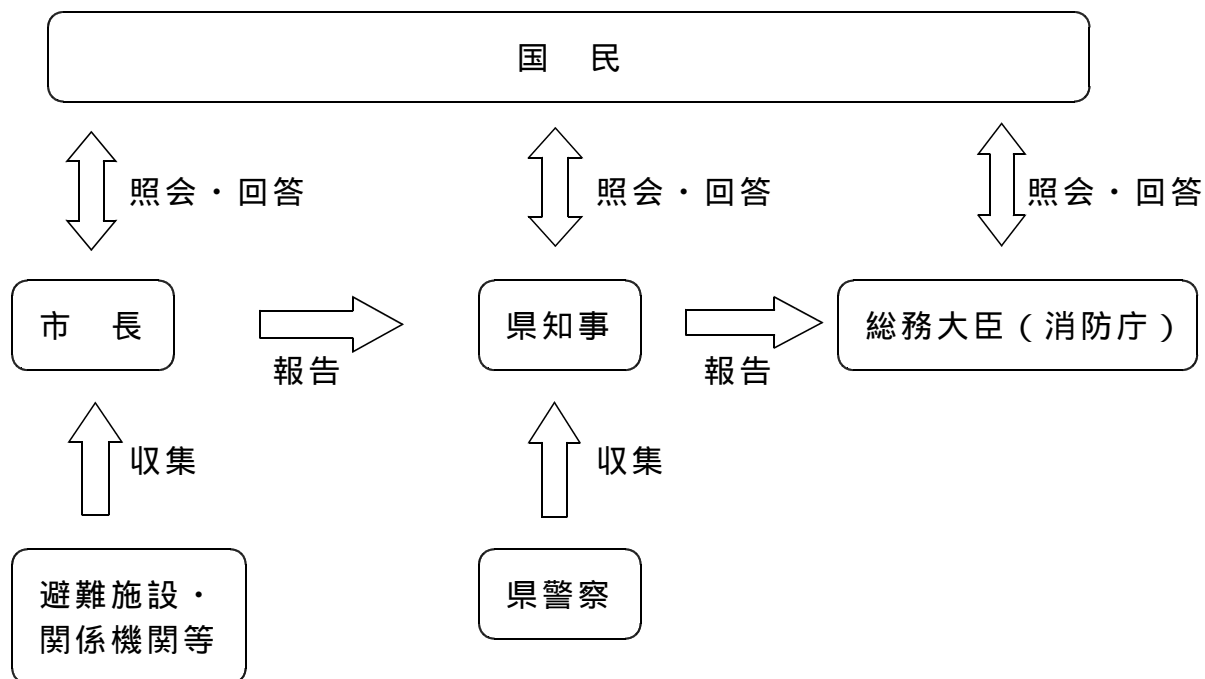 国　民
照会・回答
照会・回答
照会・回答
市　長
県知事
総務大臣（消防庁）
報告
報告
収集
収集
避難施設・
関係機関等
県警察